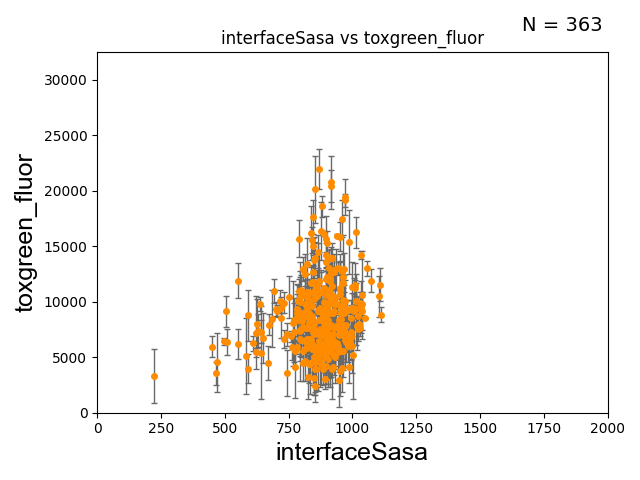 N = 363
interfaceSasa vs toxgreen_fluor
30000
25000
20000
15000
10000
5000
0
toxgreen_fluor
0 250 500 750 1000 1250 1500 1750 2000
interfaceSasa